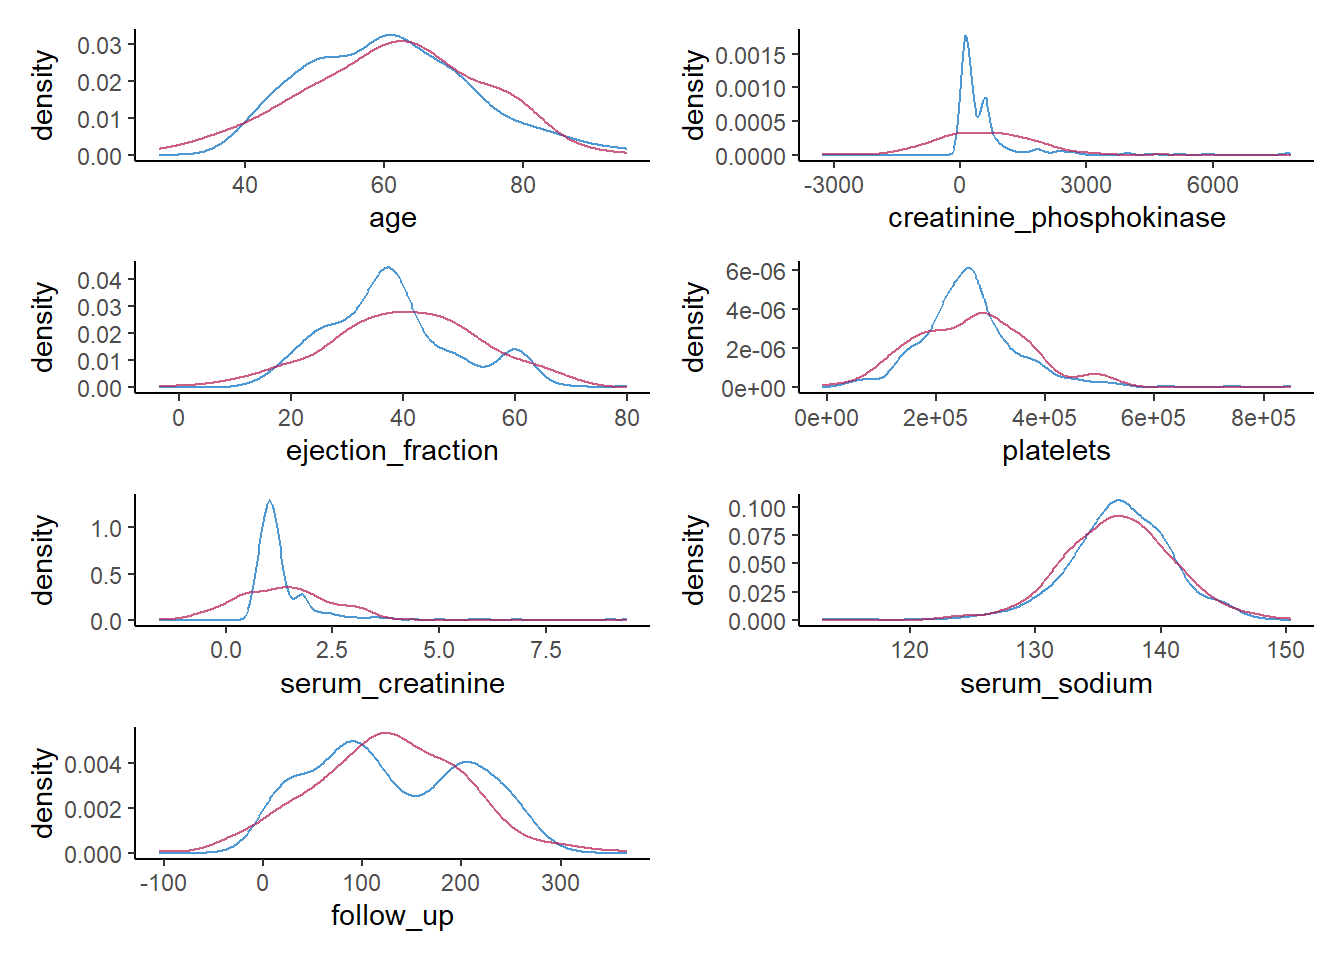 density
0.03
0.02
0.01
0.00
40 60 80
age
density
0.0015
0.0010
0.0005
0.0000
-3000 0 3000 6000
creatinine_phosphokinase
density
0.04
0.03
0.02
0.01
0.00
0 20 40 60 80
ejection_fraction
density
6e-06
4e-06
2e-06
0e+00
0e+00 2e+05 4e+05 6e+05 8e+05
platelets
density
1.0
0.5
0.0
0.0 2.5 5.0 7.5
serum_creatinine
density
0.100
0.075
0.050
0.025
0.000
120 130 140 150
serum_sodium
density
0.004
0.002
0.000
-100 0 100 200 300
follow_up